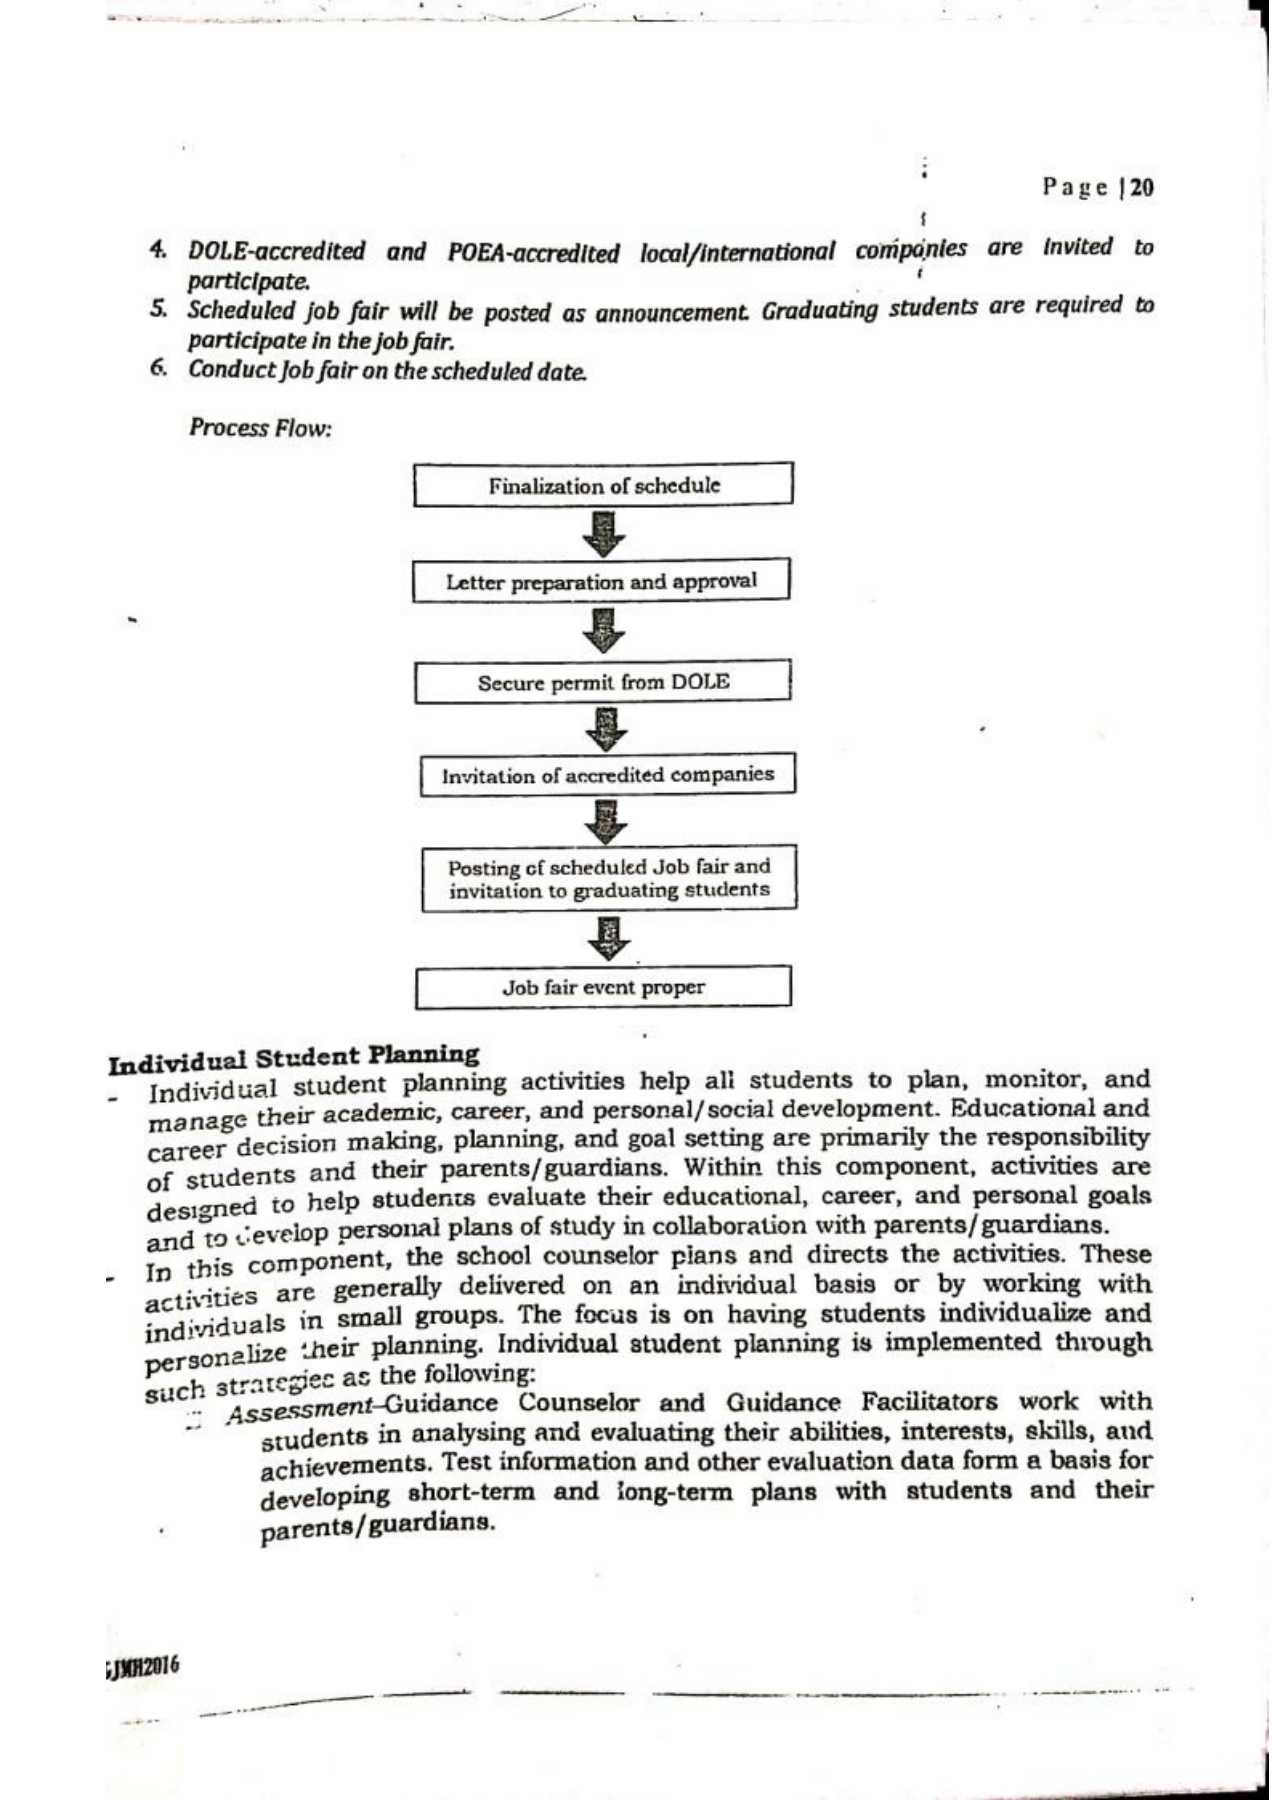 Page | 20
4. DOLE-accredited and POEA-accredited local/international companies are invited to
participate.
5. Scheduled job fair will be posted as announcement. Graduating students are required to
participate in the job fair.
6. Conduct Job fair on the scheduled date.
Process Flow:
Finalization of schedule
Letter preparation and approval
Secure permit from DOLE
Invitation of accredited companies
Posting of scheduled Job fair and
invitation to graduating students
Job fair event proper
Individual Student Planning
- Individual student planning activities help all students to plan, monitor, and
manage their academic, career, and personal/social development. Educational and
career decision making, planning, and goal setting are primarily the responsibility
of students and their parents/guardians. Within this component, activities are
designed to help students evaluate their educational, career, and personal goals
and to develop personal plans of study in collaboration with parents/guardians.
- In this component, the school counselor plans and directs the activities. These
activities are generally delivered on an individual basis or by working with
individuals in small groups. The focus is on having students individualize and
personalize their planning. Individual student planning is implemented through
such strategies as the following:
Assessment-Guidance Counselor and Guidance Facilitators work with
students in analysing and evaluating their abilities, interests, skills, and
achievements. Test information and other evaluation data form a basis for
developing short-term and long-term plans with students and their
parents/guardians.
JMH2016